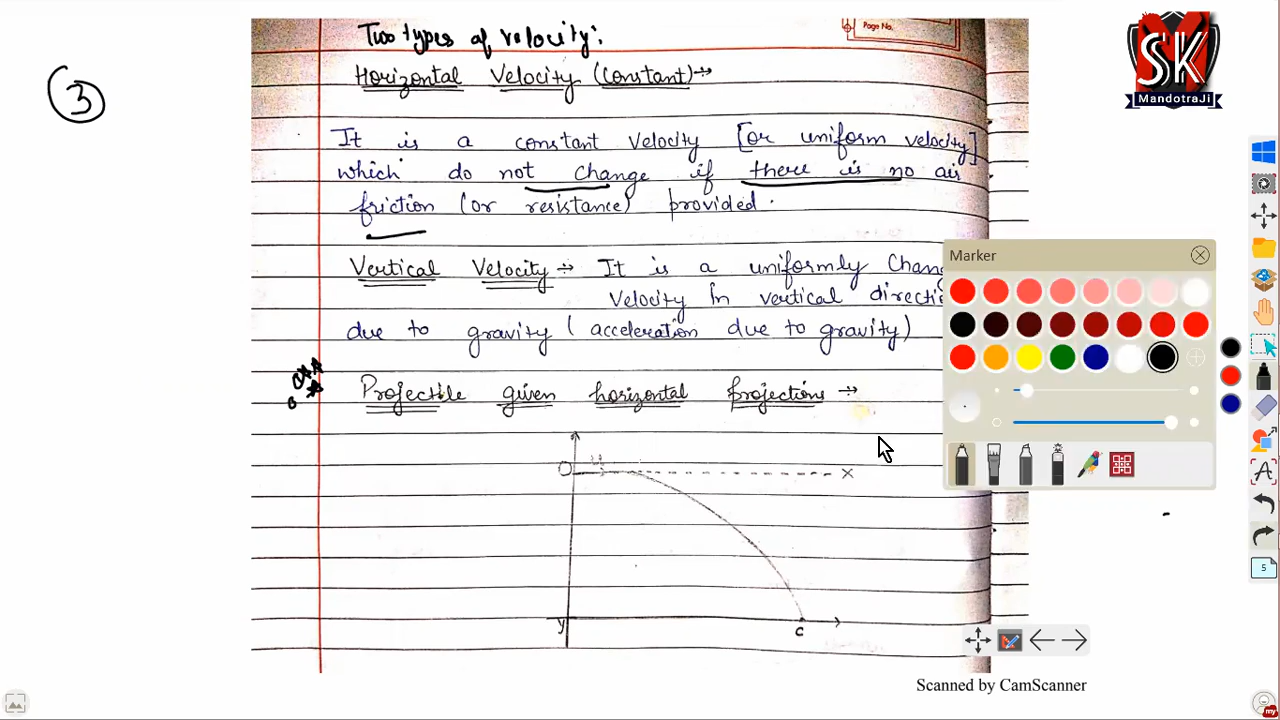 Page No.
Two types of velocity:
SK
MandotraJi
3
Horizontal Velocity (Constant)→
It is a constant velocity [or uniform velocity]
which do not change if there is no air
friction (or resistance) provided.
Vertical Velocity → It is a uniformly Chang
Velocity in vertical directi
due to gravity (acceleration due to gravity)
Projectile given horizontal projections →
O u x
y c
Marker
A
5
Scanned by CamScanner
my